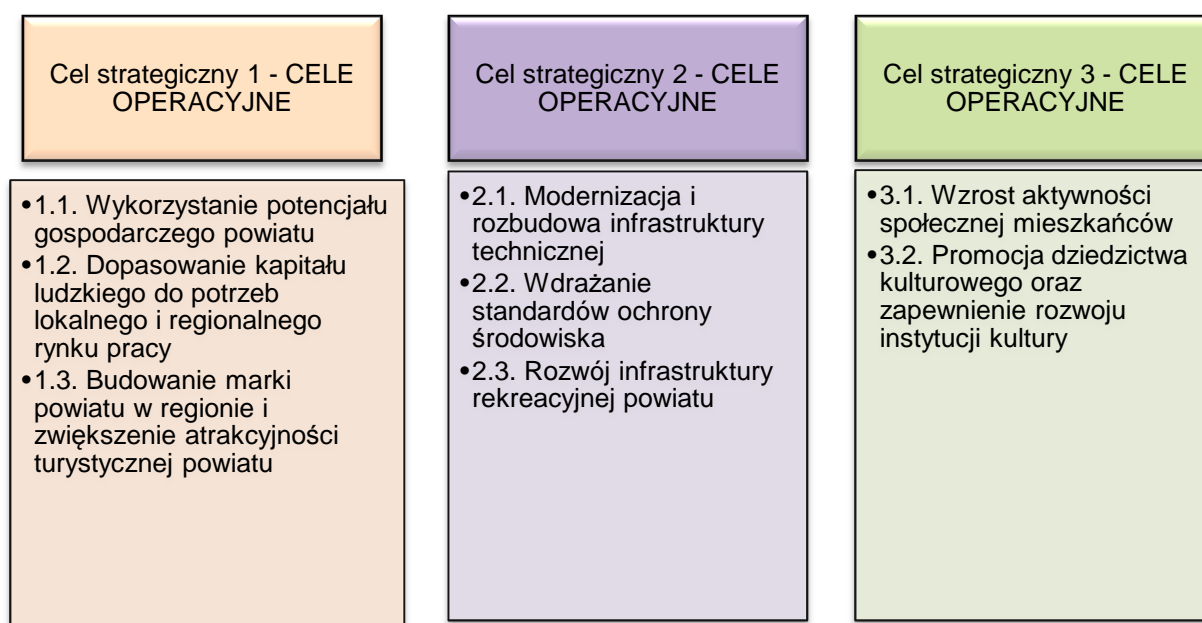 Cel strategiczny 1 - CELE
OPERACYJNE
•1.1. Wykorzystanie potencjału
gospodarczego powiatu
•1.2. Dopasowanie kapitału
ludzkiego do potrzeb
lokalnego i regionalnego
rynku pracy
•1.3. Budowanie marki
powiatu w regionie i
zwiększenie atrakcyjności
turystycznej powiatu
Cel strategiczny 2 - CELE
OPERACYJNE
•2.1. Modernizacja i
rozbudowa infrastruktury
technicznej
•2.2. Wdrażanie
standardów ochrony
środowiska
•2.3. Rozwój infrastruktury
rekreacyjnej powiatu
Cel strategiczny 3 - CELE
OPERACYJNE
•3.1. Wzrost aktywności
społecznej mieszkańców
•3.2. Promocja dziedzictwa
kulturowego oraz
zapewnienie rozwoju
instytucji kultury